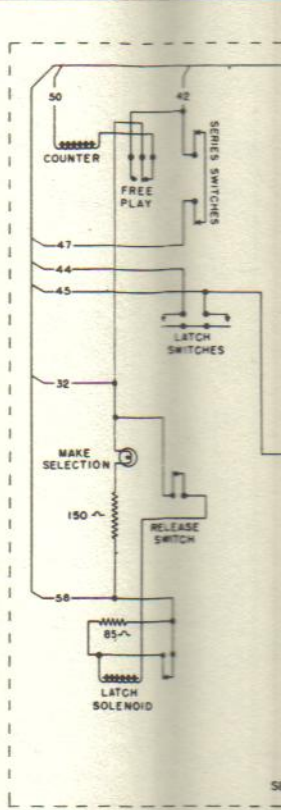 50
42
COUNTER
FREE
PLAY
SERIES SWITCHES
47
44
45
LATCH
SWITCHES
32
MAKE
SELECTION
150
RELEASE
SWITCH
58
85
LATCH
SOLENOID